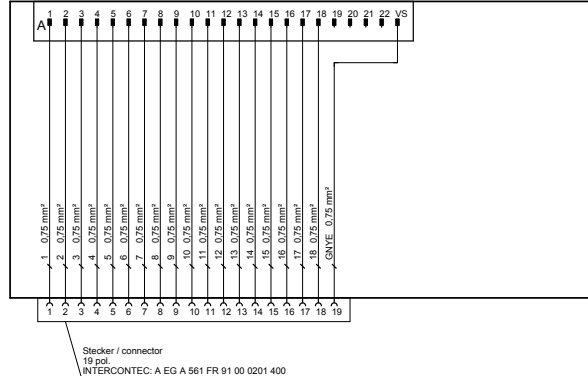 1 2 3 4 5 6 7 8 9 10 11 12 13 14 15 16 17 18 19 20 21 22 VS
A
1 0,75 mm²
2 0,75 mm²
3 0,75 mm²
4 0,75 mm²
5 0,75 mm²
6 0,75 mm²
7 0,75 mm²
8 0,75 mm²
9 0,75 mm²
10 0,75 mm²
11 0,75 mm²
12 0,75 mm²
13 0,75 mm²
14 0,75 mm²
15 0,75 mm²
16 0,75 mm²
17 0,75 mm²
18 0,75 mm²
GNYE 0,75 mm²
1 2 3 4 5 6 7 8 9 10 11 12 13 14 15 16 17 18 19
Stecker / connector
19 pol.
INTERCONTEC: A EG A 561 FR 91 00 0201 400